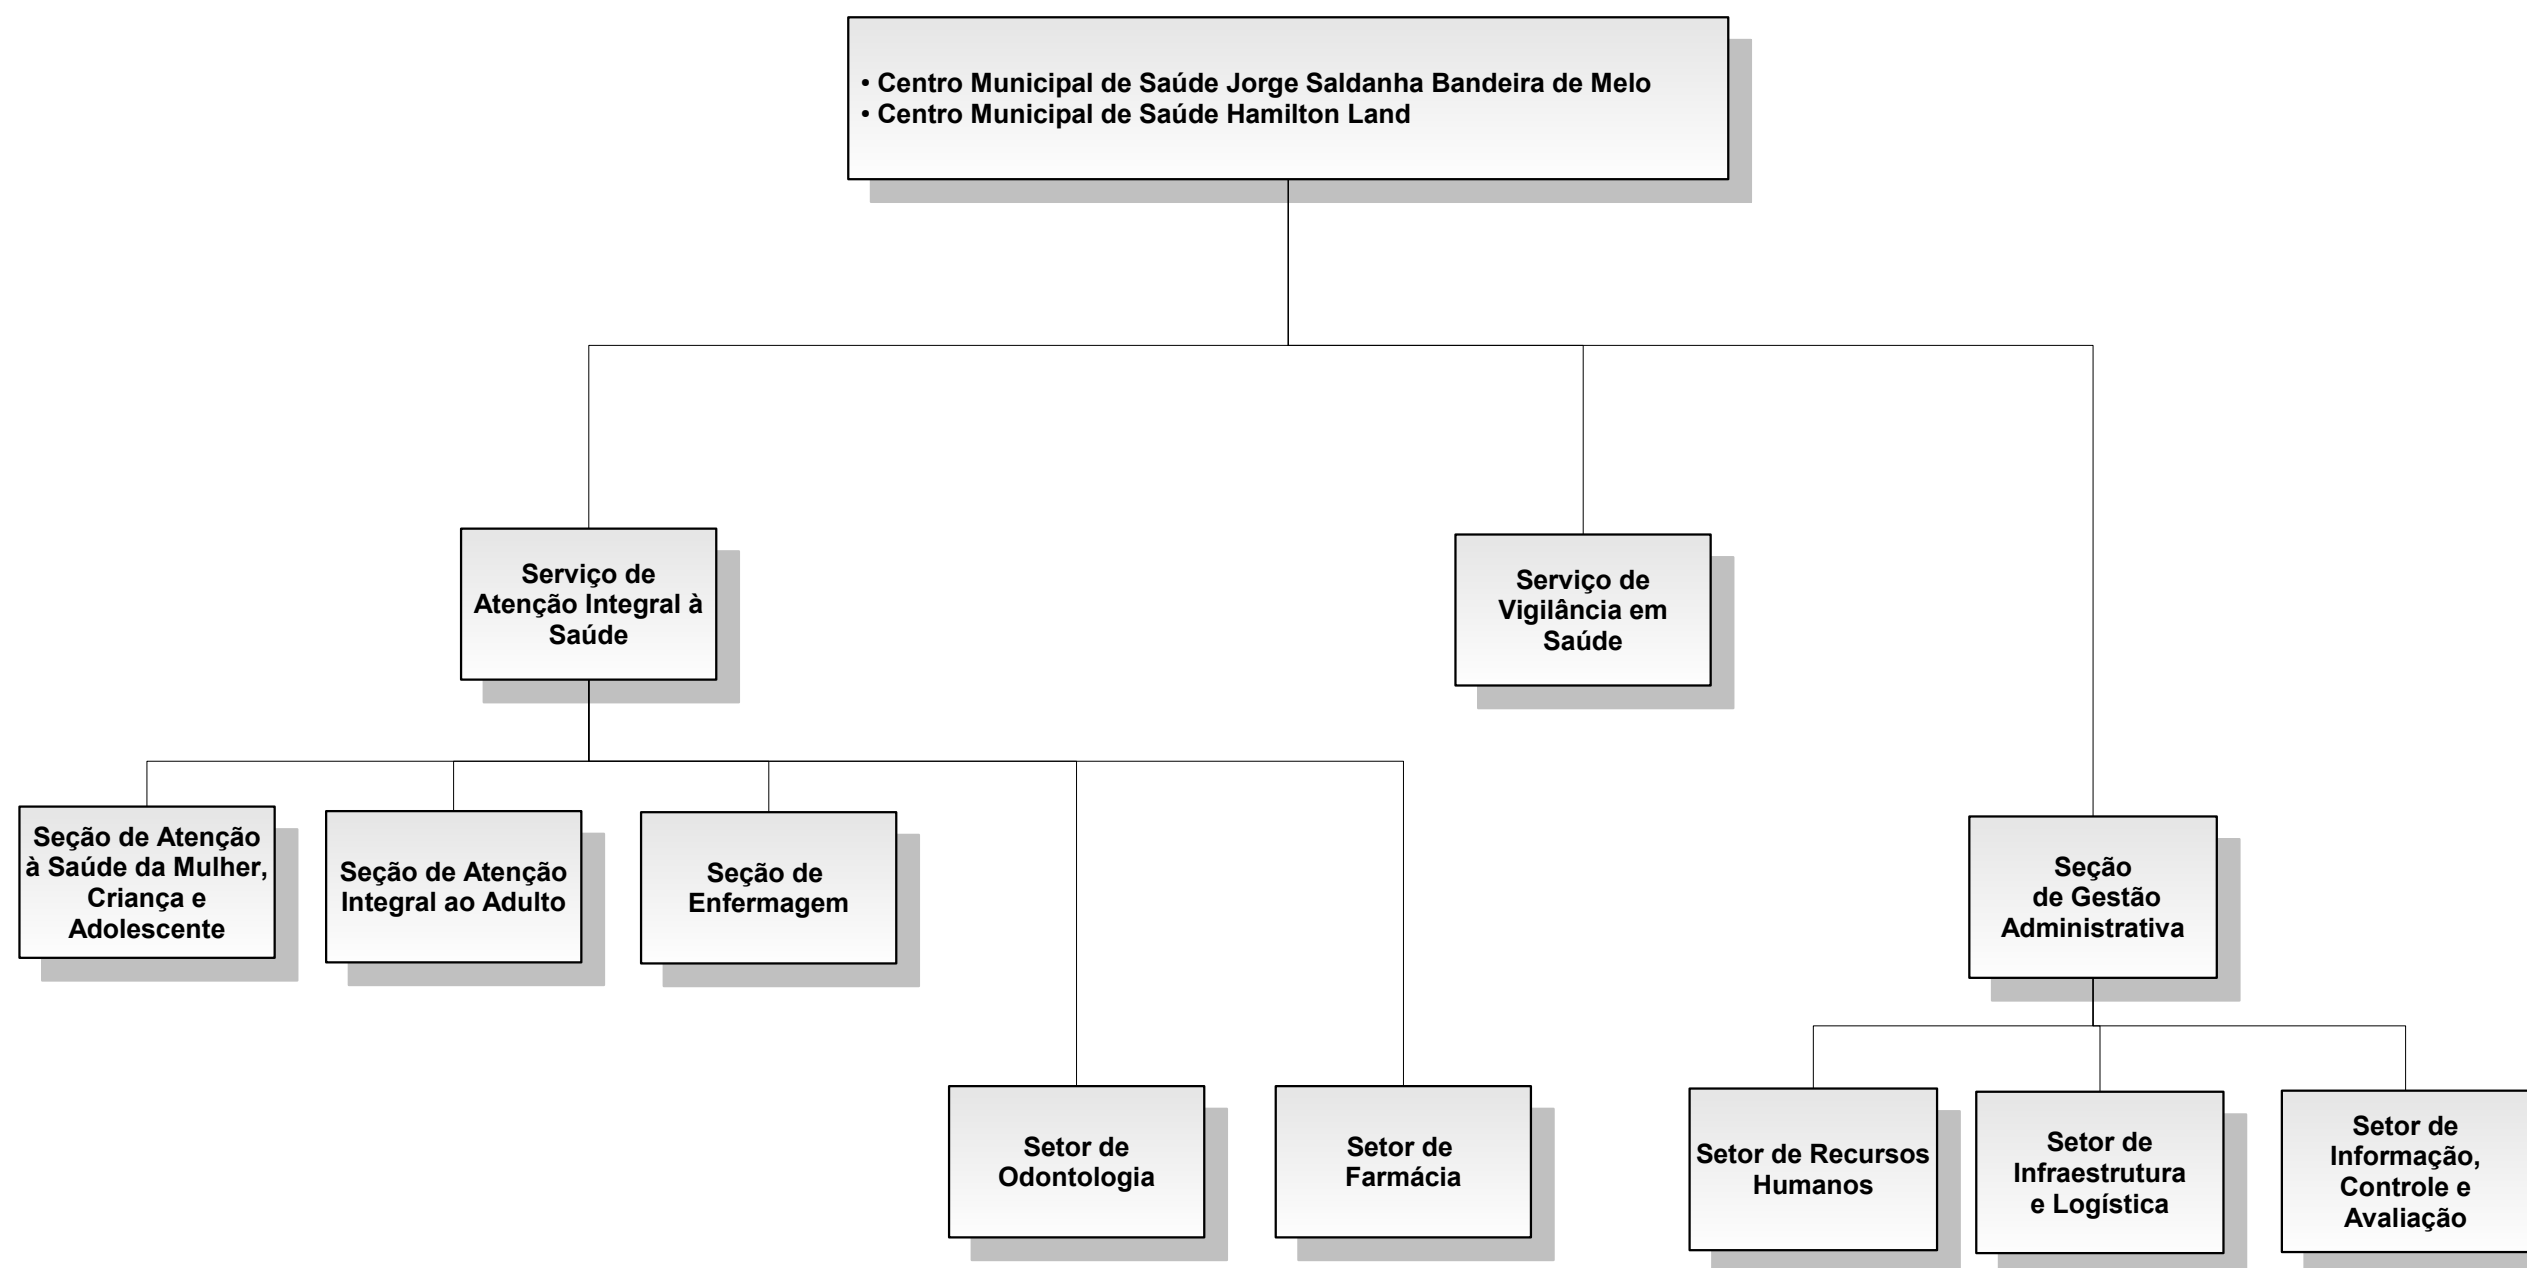 • Centro Municipal de Saúde Jorge Saldanha Bandeira de Melo
• Centro Municipal de Saúde Hamilton Land
Serviço de
Atenção Integral à
Saúde
Serviço de
Vigilância em
Saúde
Seção de Atenção
à Saúde da Mulher,
Criança e
Adolescente
Seção de Atenção
Integral ao Adulto
Seção de
Enfermagem
Seção
de Gestão
Administrativa
Setor de
Odontologia
Setor de
Farmácia
Setor de Recursos
Humanos
Setor de
Infraestrutura
e Logística
Setor de
Informação,
Controle e
Avaliação